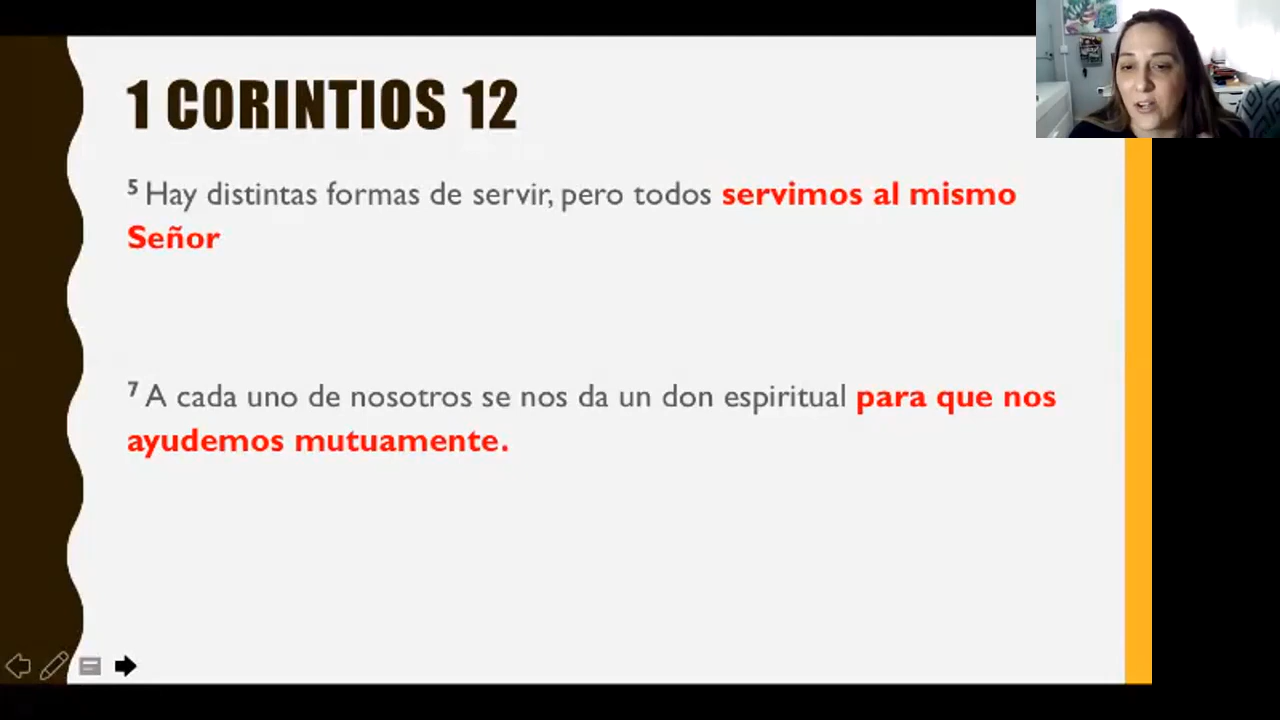 1 CORINTIOS 12
5 Hay distintas formas de servir, pero todos servimos al mismo
Señor
7 A cada uno de nosotros se nos da un don espiritual para que nos
ayudemos mutuamente.